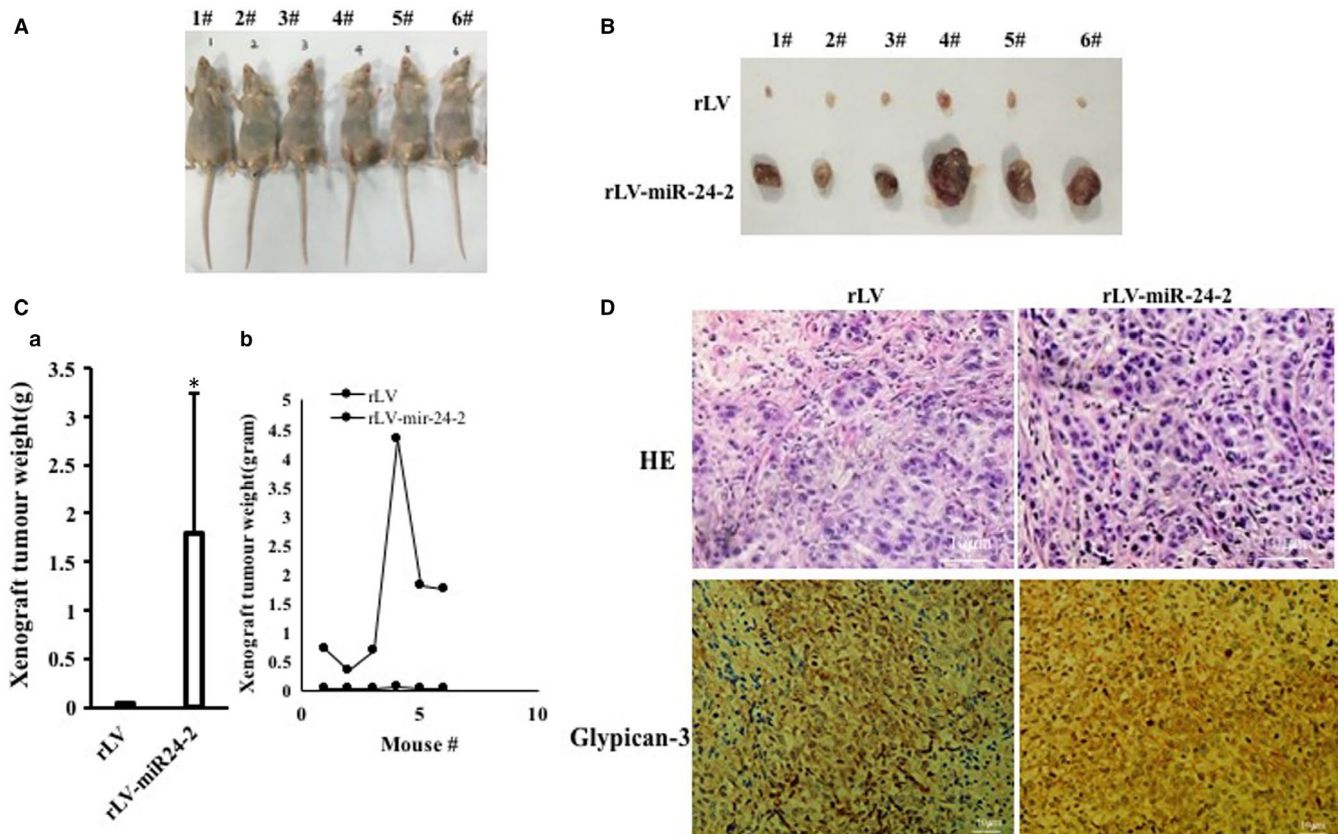 A
1# 2# 3# 4# 5# 6#
1 2 3 4 5 6
B
1# 2# 3# 4# 5# 6#
rLV
rLV-miR-24-2
C
a
Xenograft tumour weight(g)
3.5
3
2.5
2
1.5
1
0.5
0
*
rLV
rLV-miR24-2
b
Xenograft tumour weight(gram)
rLV
rLV-mir-24-2
5
4.5
4
3.5
3
2.5
2
1.5
1
0.5
0
0 5 10
Mouse #
D
rLV rLV-miR-24-2
HE
10μm
Glypican-3
10μm
10μm